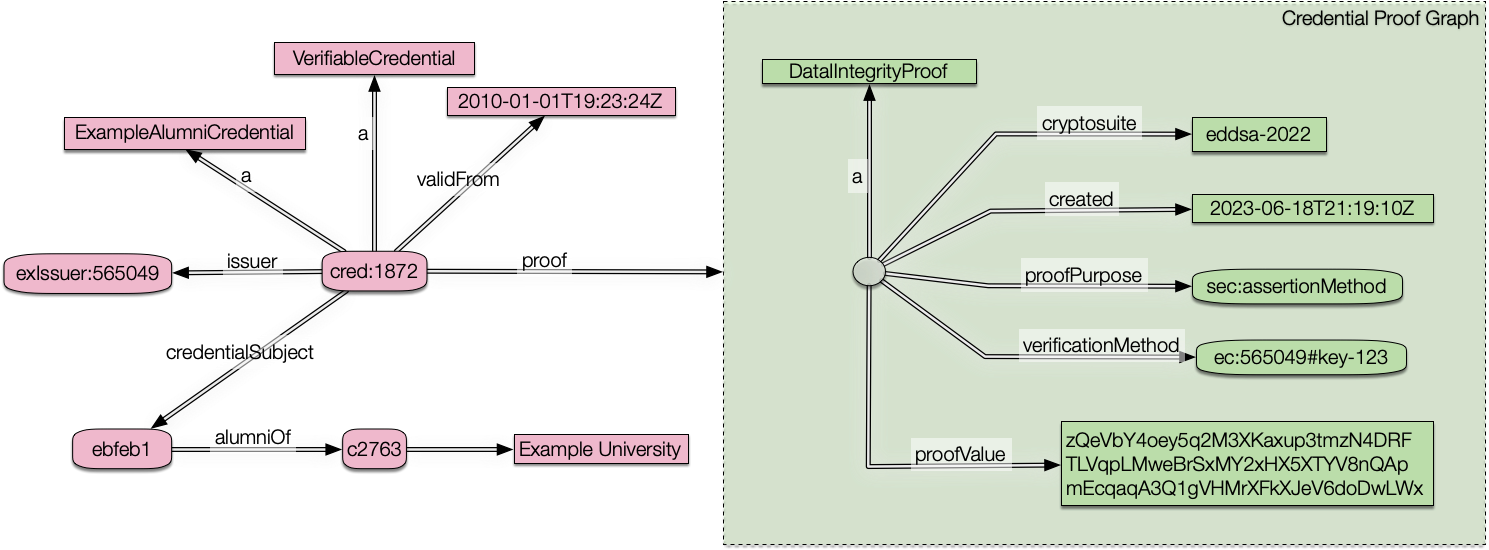 Credential Proof Graph
VerifiableCredential
2010-01-01T19:23:24Z
ExampleAlumniCredential
a
a
validFrom
exIssuer:565049
issuer
cred:1872
proof
credentialSubject
ebfeb1
alumniOf
c2763
Example University
DataIIntegrityProof
a
cryptosuite
eddsa-2022
created
2023-06-18T21:19:10Z
proofPurpose
sec:assertionMethod
verificationMethod
ec:565049#key-123
proofValue
zQeVbY4oey5q2M3XKaxup3tmzN4DRF
TLVqpLMweBrSxMY2xHX5XTYV8nQAp
mEcqaqA3Q1gVHMrXFkXJeV6doDwLWx